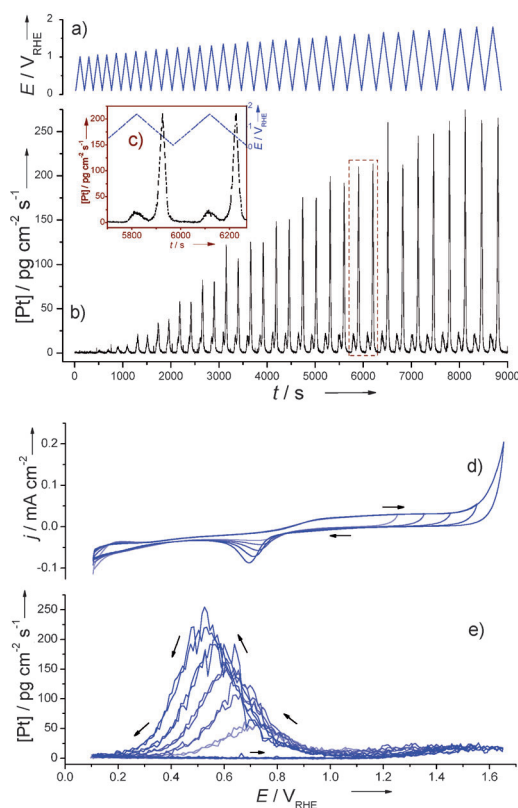 a)
E / V RHE
2
1
0
250
200
150
100
50
0
[Pt] / pg cm⁻² s⁻¹
b)
c)
200
150
100
50
0
[Pt] / pg cm⁻² s⁻¹
2
1
0
E / V RHE
5800 6000 6200
t / s
0 1000 2000 3000 4000 5000 6000 7000 8000 9000
t / s
d)
0.2
0.1
0.0
-0.1
j / mA cm⁻²
e)
250
200
150
100
50
0
[Pt] / pg cm⁻² s⁻¹
0.0 0.2 0.4 0.6 0.8 1.0 1.2 1.4 1.6
E / V RHE